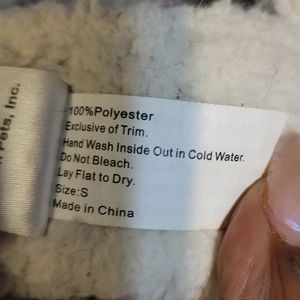 Pets, Inc.
100%Polyester
Exclusive of Trim.
Hand Wash Inside Out in Cold Water.
Do Not Bleach.
Lay Flat to Dry.
Size:S
Made in China